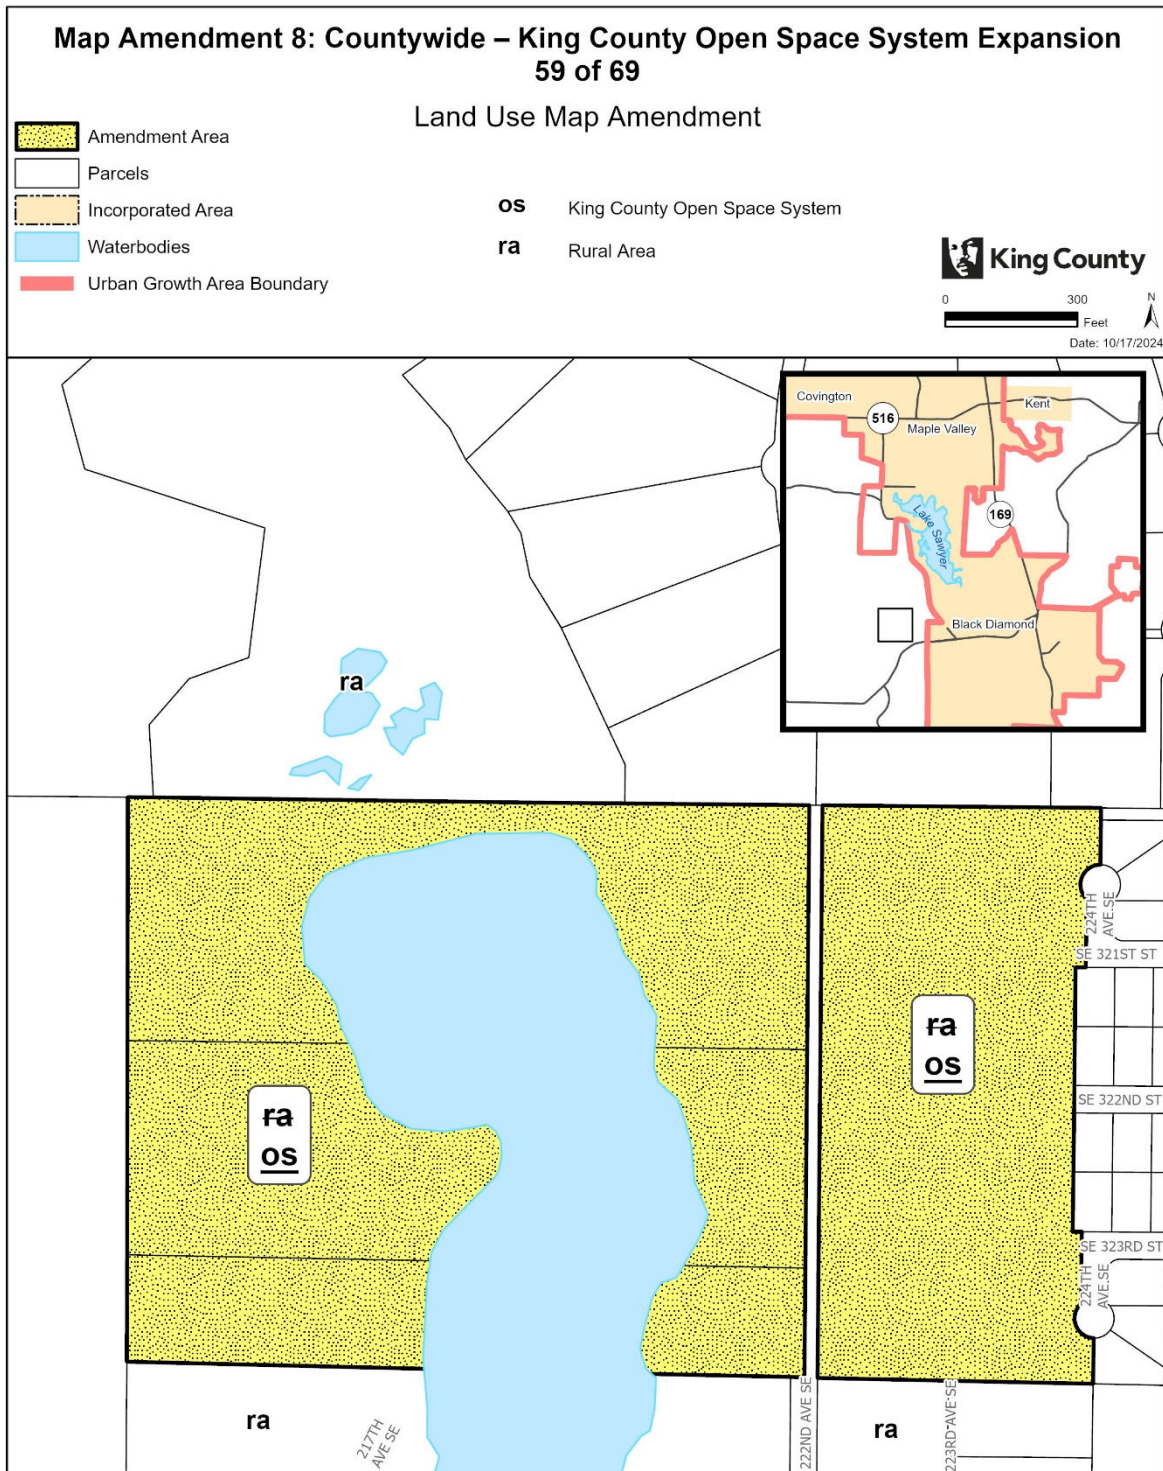 Map Amendment 8: Countywide – King County Open Space System Expansion
59 of 69
Land Use Map Amendment
Amendment Area
Parcels
Incorporated Area
Waterbodies
Urban Growth Area Boundary
os King County Open Space System
ra Rural Area
King County
0 300
Feet
N
Date: 10/17/2024
Covington
Kent
516
Maple Valley
169
Lake Sawyer
Black Diamond
ra
224TH
AVE SE
SE 321ST ST
ra
os
SE 322ND ST
ra
os
SE 323RD ST
224TH
AVE SE
ra
217TH
AVE SE
222ND AVE SE
ra
223RD AVE SE